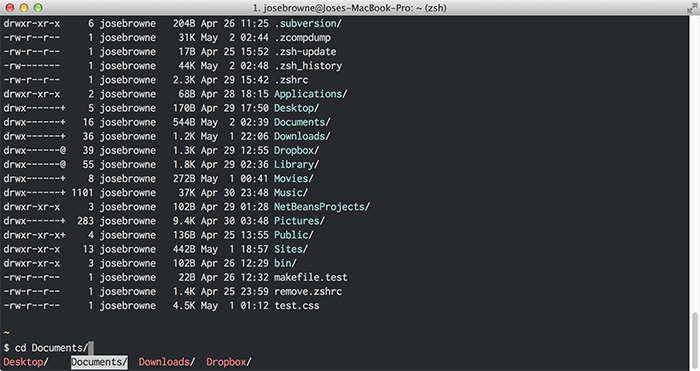 1. josebrowne@Joses-MacBook-Pro: ~ (zsh)
drwxr-xr-x 6 josebrowne 204B Apr 26 11:25 .subversion/
-rw-r--r-- 1 josebrowne 31K May 2 02:44 .zcompdump
-rw-r--r-- 1 josebrowne 17B Apr 25 15:52 .zsh-update
-rw------- 1 josebrowne 44K May 2 02:48 .zsh_history
-rw-r--r-- 1 josebrowne 2.3K Apr 29 15:42 .zshrc
drwxr-xr-x 2 josebrowne 68B Apr 28 18:15 Applications/
drwx------+ 5 josebrowne 170B Apr 29 17:50 Desktop/
drwx------+ 16 josebrowne 544B May 2 02:39 Documents/
drwx------+ 36 josebrowne 1.2K May 1 22:06 Downloads/
drwx------@ 39 josebrowne 1.3K Apr 29 12:55 Dropbox/
drwx------@ 55 josebrowne 1.8K Apr 29 02:36 Library/
drwx------+ 8 josebrowne 272B May 1 00:41 Movies/
drwx------+ 1101 josebrowne 37K Apr 30 23:48 Music/
drwxr-xr-x 3 josebrowne 102B Apr 29 01:28 NetBeansProjects/
drwx------+ 283 josebrowne 9.4K Apr 30 03:48 Pictures/
drwxr-xr-x+ 4 josebrowne 136B Apr 25 13:55 Public/
drwxr-xr-x 13 josebrowne 442B May 1 18:57 Sites/
drwxr-xr-x 3 josebrowne 102B Apr 26 12:29 bin/
-rw-r--r-- 1 josebrowne 22B Apr 26 12:32 makefile.test
-rw-r--r-- 1 josebrowne 1.4K Apr 25 23:59 remove.zshrc
-rw-r--r-- 1 josebrowne 4.5K May 1 01:12 test.css
~
$ cd Documents/
Desktop/ Documents/ Downloads/ Dropbox/